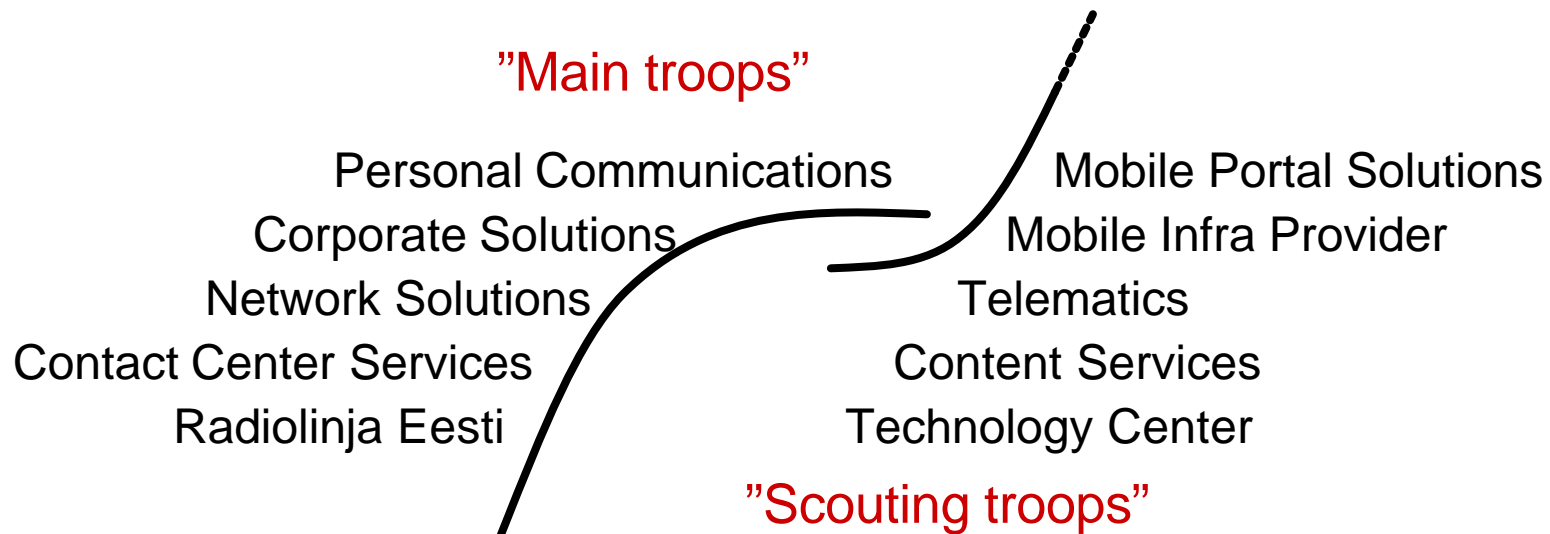 ”Main troops”
Personal Communications
Corporate Solutions
Network Solutions
Contact Center Services
Radiolinja Eesti
Mobile Portal Solutions
Mobile Infra Provider
Telematics
Content Services
Technology Center
”Scouting troops”